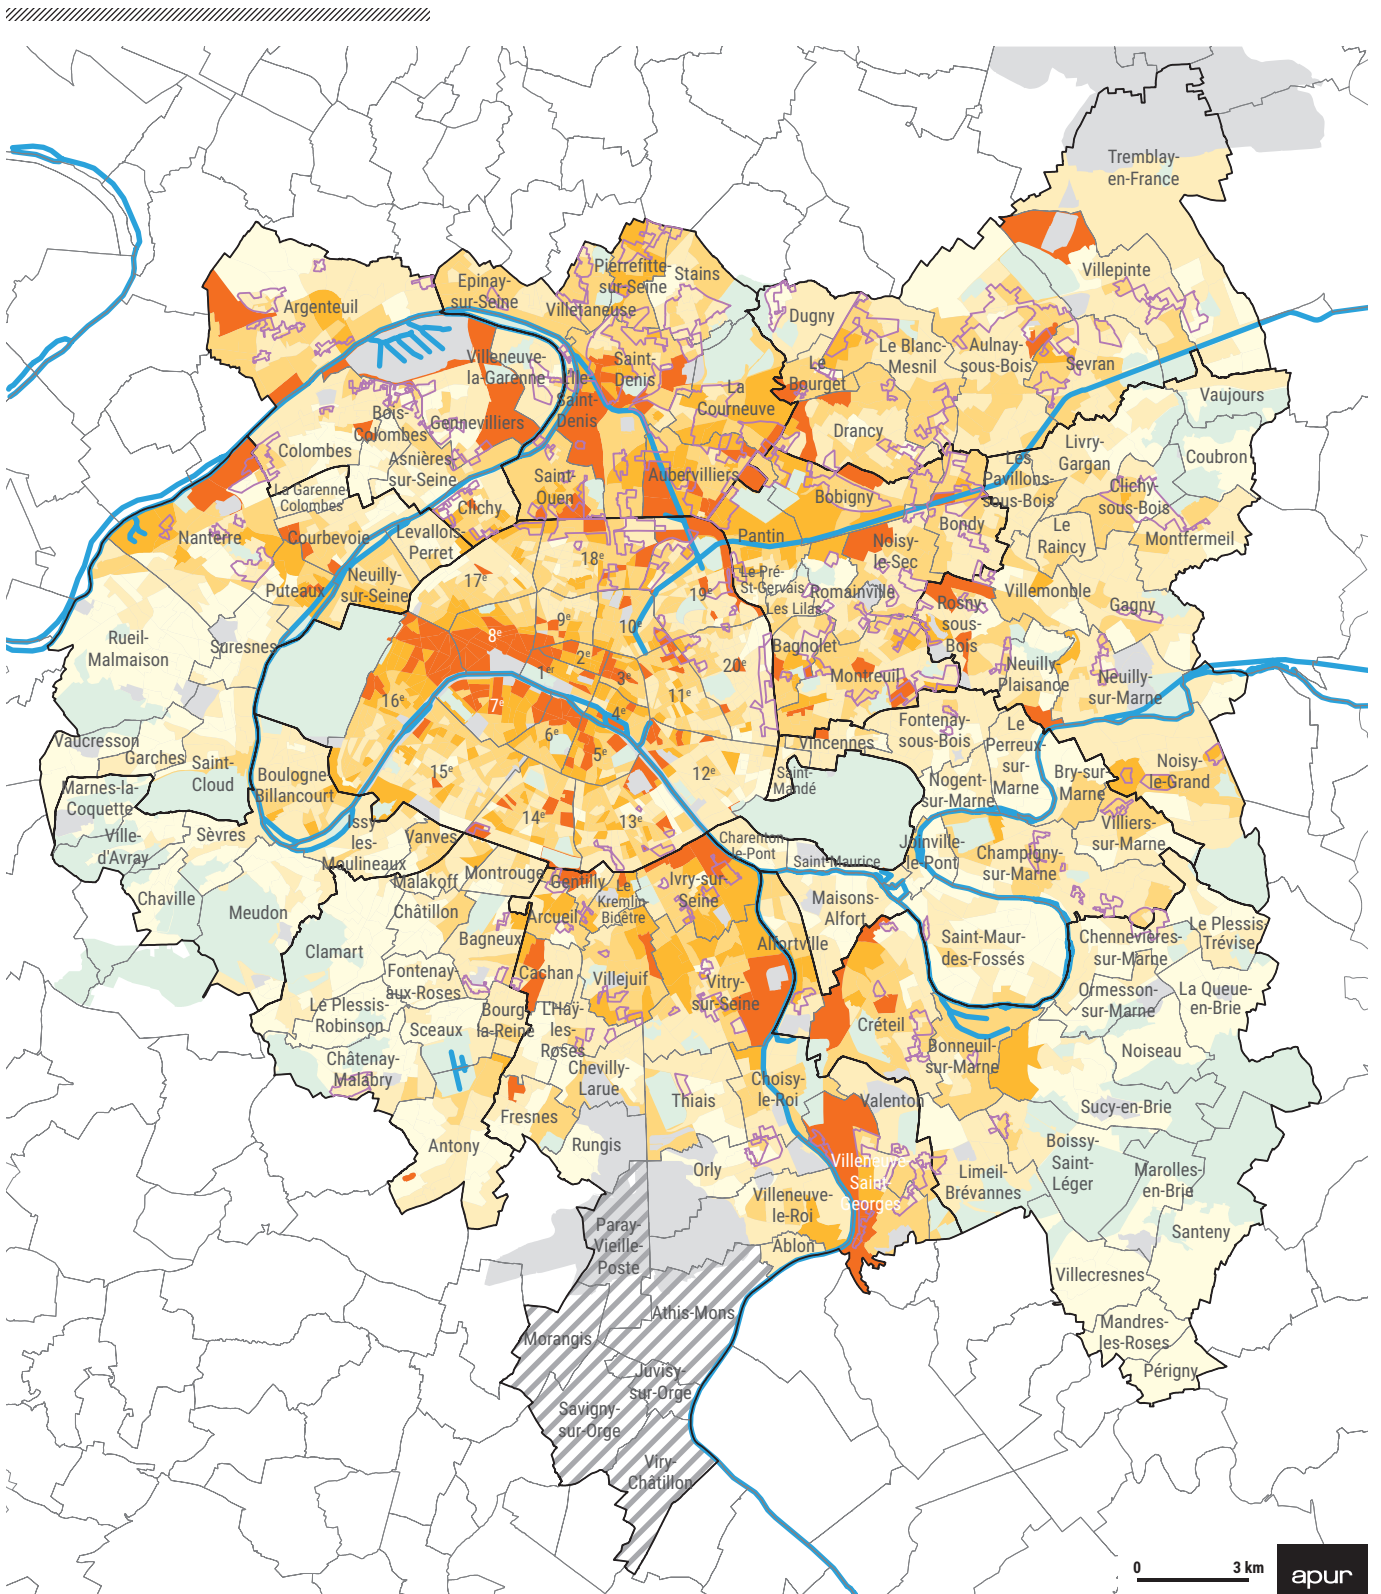 Tremblay-
en-France
Villepinte
Epinay-
sur-Seine
Pierrefitte-
sur-Seine
Stains
Argenteuil
Villetaneuse
Dugny
Villeneuve-
la-Garenne
L'Île-
Saint-
Denis
Saint-
Denis
La
Courneuve
Le
Bourget
Le Blanc-
Mesnil
Aulnay-
sous-Bois
Sevran
Vaujours
Bois-
Colombes
Gennevilliers
Colombes
Asnières-
sur-Seine
Drancy
Livry-
Gargan
Coubron
La Garenne-
Colombes
Clichy
Saint-
Ouen
Aubervilliers
Bobigny
Les
Pavillons-
sous-Bois
Clichy
sous-Bois
Nanterre
Courbevoie
Levallois-
Perret
Pantin
Noisy-
le-Sec
Bondy
Le
Raincy
Montfermeil
Puteaux
Neuilly-
sur-Seine
17e
18e
19e
Le Pré-
St-Gervais
Les Lilas
Romainville
Rosny-
sous-
Bois
Villemomble
Gagny
Rueil-
Malmaison
Suresnes
8e
9e
10e
2e
1er
3e
20e
Bagnolet
Montreuil
Neuilly-
Plaisance
Neuilly-
sur-Marne
16e
7e
4e
11e
6e
5e
15e
12e
14e
13e
Vaucresson
Garches
Saint-
Cloud
Boulogne
Billancourt
Vincennes
Saint-
Mandé
Fontenay-
sous-Bois
Le
Perreux-
sur-
Marne
Nogent-
sur-Marne
Bry-sur-
Marne
Noisy-
le-Grand
Marnes-la-
Coquette
Ville-
d'Avray
Sèvres
Issy-
les-
Moulineaux
Vanves
Malakoff
Montrouge
Gentilly
Le
Kremlin-
Bicêtre
Ivry-sur-
Seine
Charenton
-le-Pont
Saint-Maurice
Joinville-
le-Pont
Champigny-
sur-Marne
Villiers-
sur-Marne
Chaville
Meudon
Clamart
Châtillon
Bagneux
Arcueil
Maisons-
Alfort
Alfortville
Saint-Maur-
des-Fossés
Chennevières-
sur-Marne
Le Plessis-
Trévise
Fontenay-
aux-Roses
Cachan
Villejuif
Vitry-
sur-Seine
Ormesson-
sur-Marne
La Queue-
en-Brie
Le Plessis-
Robinson
Sceaux
Bourg-
la-Reine
L'Haÿ-
les-
Roses
Créteil
Bonneuil-
sur-Marne
Noiseau
Châtenay-
Malabry
Chevilly-
Larue
Thiais
Choisy-
le-Roi
Valenton
Sucy-en-Brie
Antony
Fresnes
Rungis
Orly
Villeneuve-
Saint-
Georges
Limeil-
Brévannes
Boissy-
Saint-
Léger
Marolles-
en-Brie
Villeneuve-
le-Roi
Ablon
Santeny
Paray-
Vieille-
Poste
Villecresnes
Athis-Mons
Morangis
Mandres-
les-Roses
Périgny
Juvisy-
sur-Orge
Savigny-
sur-Orge
Viry-
Châtillon
0 3 km
apur